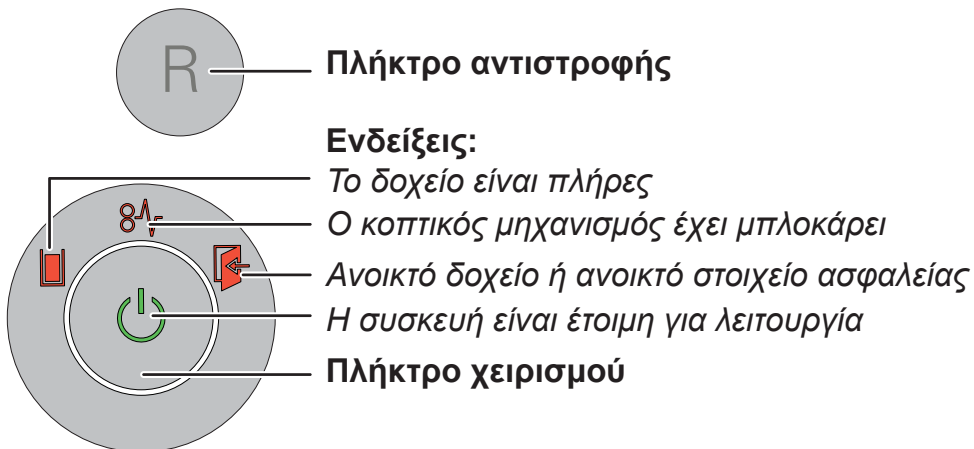 R
Πλήκτρο αντιστροφής
Ενδείξεις:
Το δοχείο είναι πλήρες
Ο κοπτικός μηχανισμός έχει μπλοκάρει
Ανοικτό δοχείο ή ανοικτό στοιχείο ασφαλείας
Η συσκευή είναι έτοιμη για λειτουργία
Πλήκτρο χειρισμού